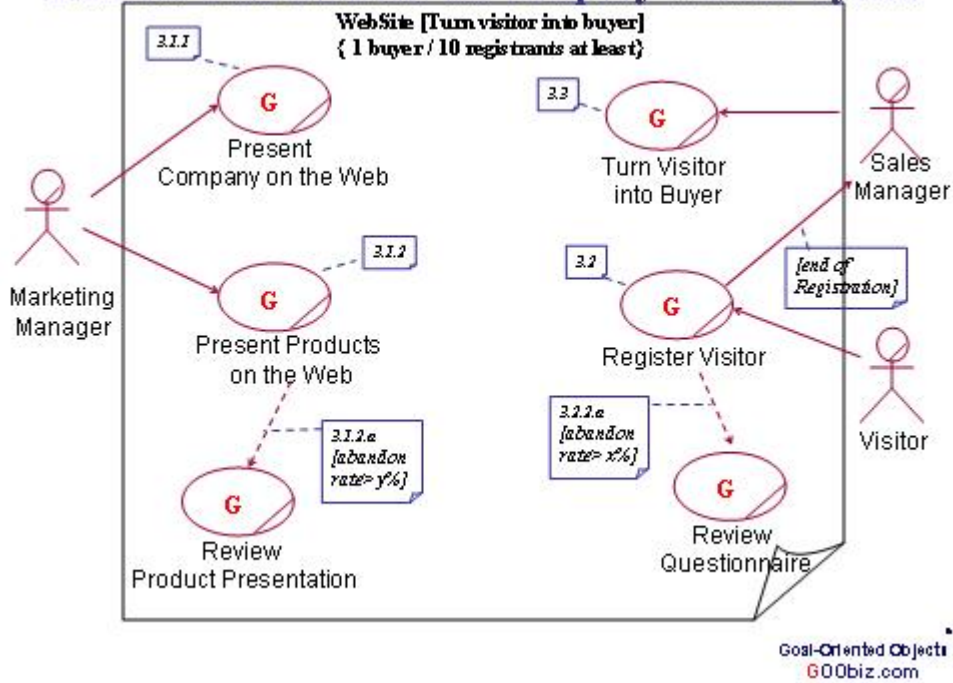 WebSite [Turn visitor into buyer]
{ 1 buyer / 10 registrants at least}
3.1.1
G
Present
Company on the Web
3.3
G
Turn Visitor
into Buyer
Sales
Manager
Marketing
Manager
3.1.2
G
Present Products
on the Web
3.2
G
Register Visitor
[end of
Registration]
Visitor
3.1.2.a
[abandon
rate> y%]
G
Review
Product Presentation
3.2.2.a
[abandon
rate> x%]
G
Review
Questionnaire
Goal-Oriented Objects
GOObiz.com